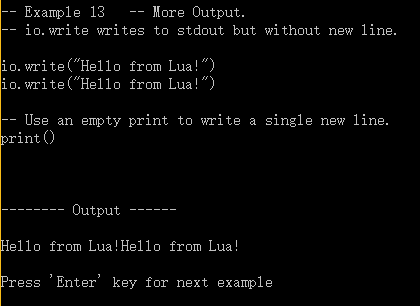 -- Example 13   -- More Output.
-- io.write writes to stdout but without new line.
io.write("Hello from Lua!")
io.write("Hello from Lua!")
-- Use an empty print to write a single new line.
print()
-------- Output ------
Hello from Lua!Hello from Lua!
Press 'Enter' key for next example